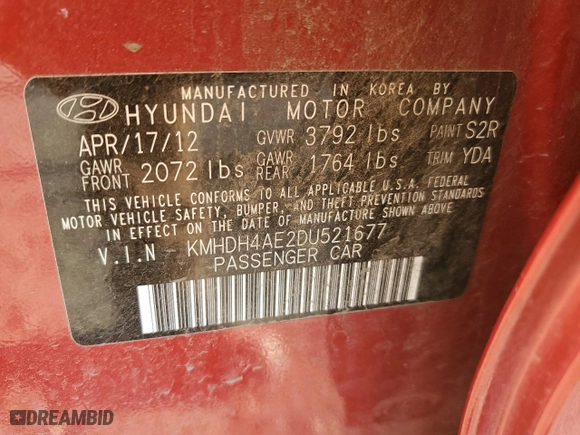 MANUFACTURED IN KOREA BY
HYUNDAI MOTOR COMPANY
APR/17/12 GVWR 3792 lbs PAINT S2R
GAWR FRONT 2072 lbs GAWR REAR 1764 lbs TRIM YDA
THIS VEHICLE CONFORMS TO ALL APPLICABLE U.S.A. FEDERAL
MOTOR VEHICLE SAFETY, BUMPER, AND THEFT PREVENTION STANDARDS
IN EFFECT ON THE DATE OF MANUFACTURE SHOWN ABOVE.
V.I.N - KMHDH4AE2DU521677
PASSENGER CAR
DREAMBID